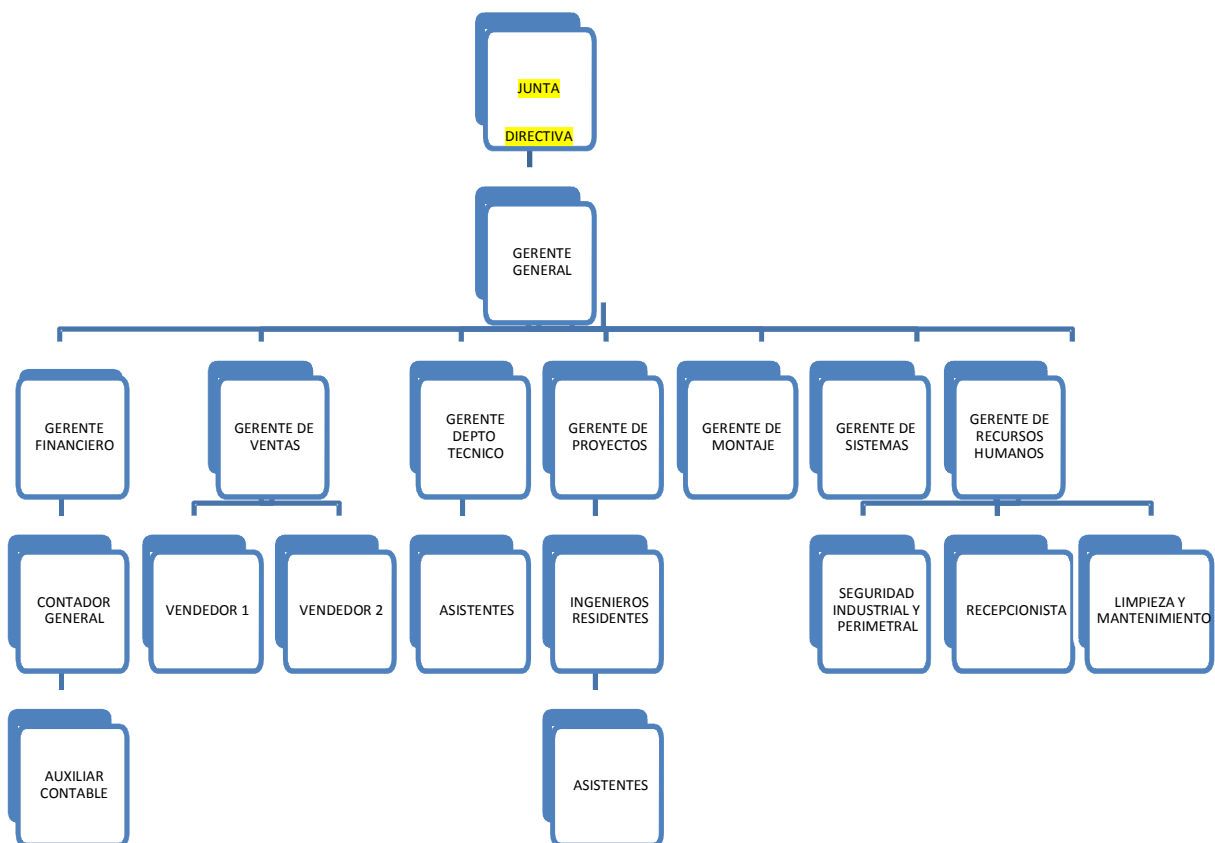 JUNTA
DIRECTIVA
GERENTE
GENERAL
GERENTE
FINANCIERO
GERENTE DE
VENTAS
GERENTE
DEPTO
TECNICO
GERENTE DE
PROYECTOS
GERENTE DE
MONTAJE
GERENTE DE
SISTEMAS
GERENTE DE
RECURSOS
HUMANOS
CONTADOR
GENERAL
VENDEDOR 1
VENDEDOR 2
ASISTENTES
INGENIEROS
RESIDENTES
SEGURIDAD
INDUSTRIAL Y
PERIMETRAL
RECEPCIONISTA
LIMPIEZA Y
MANTENIMIENTO
AUXILIAR
CONTABLE
ASISTENTES